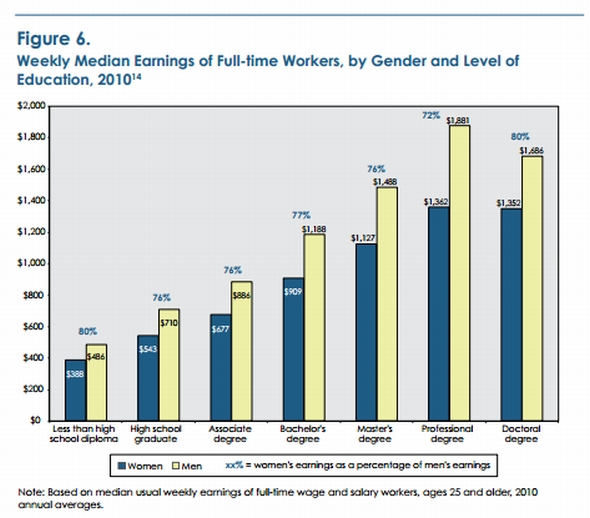 Figure 6.
Weekly Median Earnings of Full-time Workers, by Gender and Level of
Education, 2010¹⁴
$2,000
$1,800
$1,600
$1,400
$1,200
$1,000
$800
$600
$400
$200
$0
80%
$388
$486
76%
$543
$710
76%
$677
$886
77%
$909
$1,188
76%
$1,127
$1,488
72%
$1,362
$1,881
80%
$1,352
$1,686
Less than high
school diploma
High school
graduate
Associate
degree
Bachelor's
degree
Master's
degree
Professional
degree
Doctoral
degree
Women
Men
xx% = women's earnings as a percentage of men's earnings
Note: Based on median usual weekly earnings of full-time wage and salary workers, ages 25 and older, 2010
annual averages.